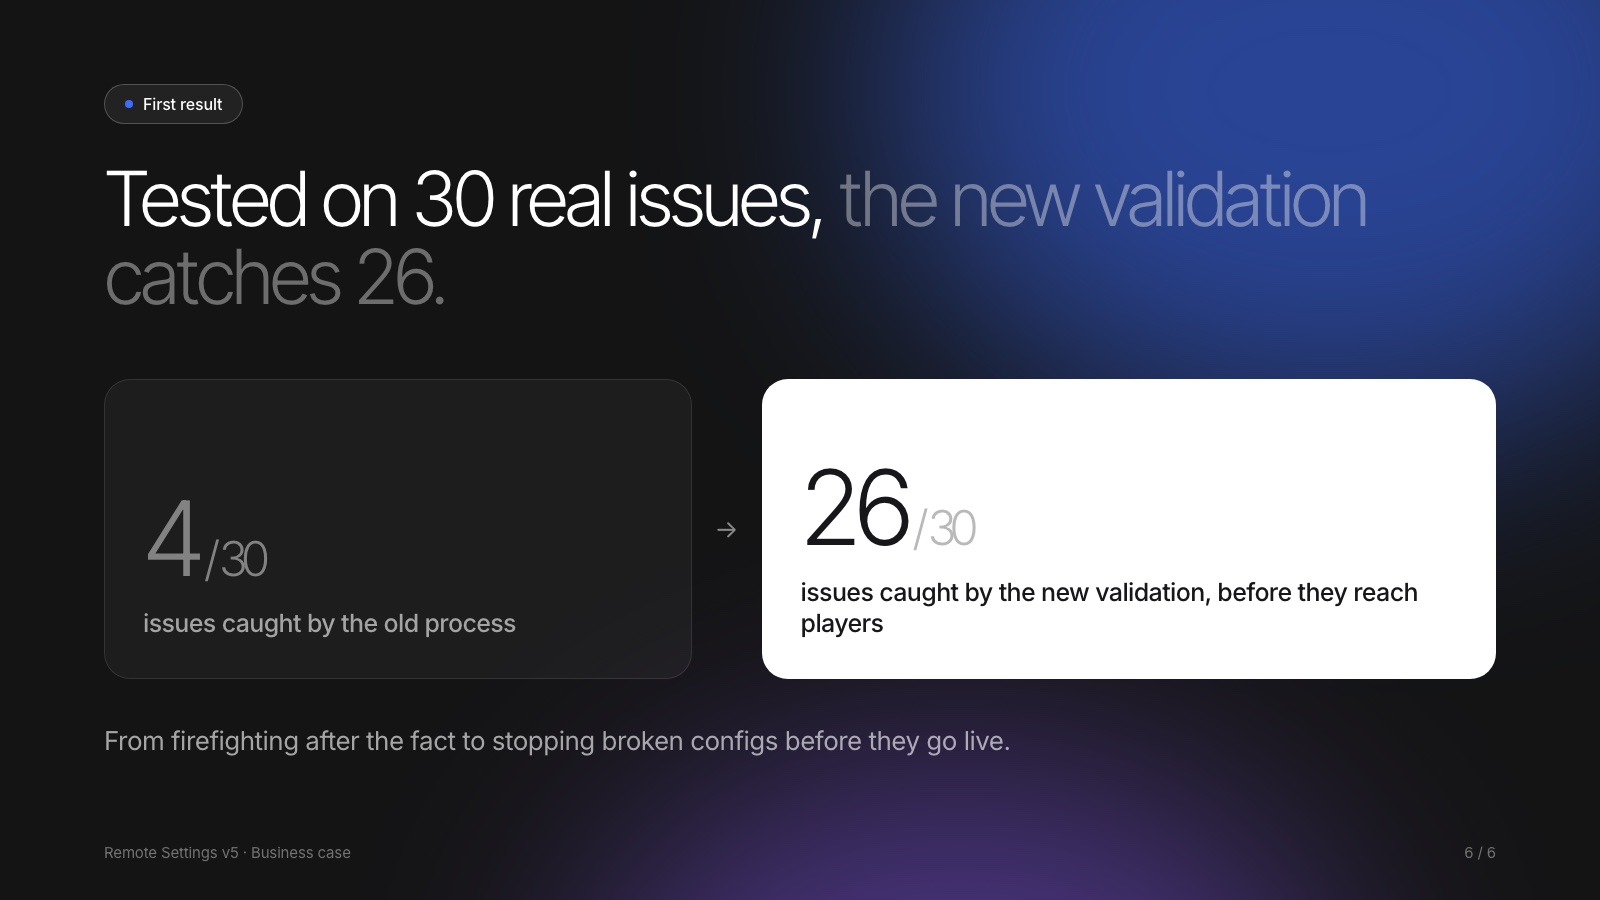 First result
Tested on 30 real issues, the new validation
catches 26.
4/30
issues caught by the old process
→
26/30
issues caught by the new validation, before they reach
players
From firefighting after the fact to stopping broken configs before they go live.
Remote Settings v5 · Business case
6 / 6